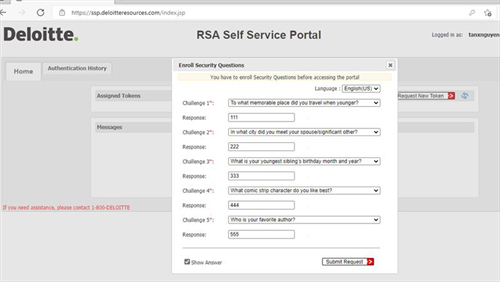 https://ssp.deloitteresources.com/index.jsp
Deloitte.
RSA Self Service Portal
Logged in as: tanxnguyen
Home
Authentication History
Assigned Tokens
Request New Token
Messages
If you need assistance, please contact 1-800-DELOITTE
Enroll Security Questions
You have to enroll Security Questions before accessing the portal
Language : English(US)
Challenge 1*: To what memorable place did you travel when younger?
Response: 111
Challenge 2*: In what city did you meet your spouse/significant other?
Response: 222
Challenge 3*: What is your youngest sibling's birthday month and year?
Response: 333
Challenge 4*: What comic strip character do you like best?
Response: 444
Challenge 5*: Who is your favorite author?
Response: 555
Show Answer
Submit Request